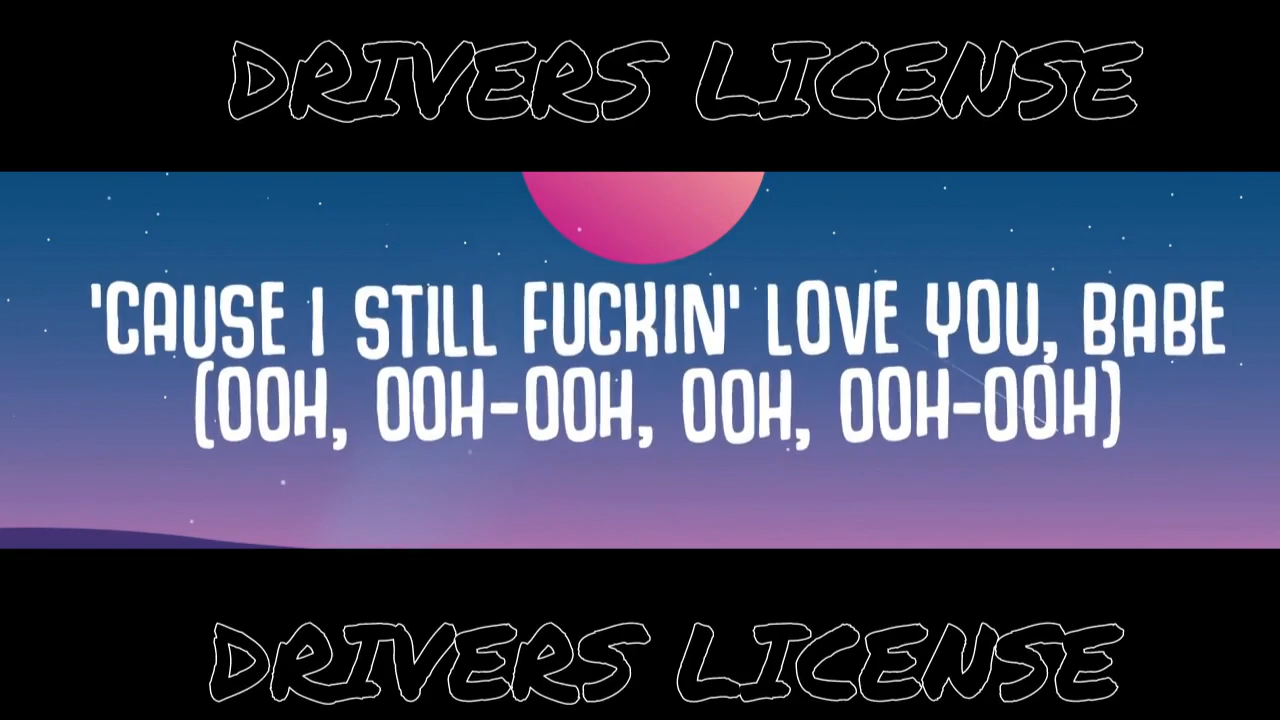 DRIVERS LICENSE
'CAUSE I STILL FUCKIN' LOVE YOU, BABE
(OOH, OOH-OOH, OOH, OOH-OOH)
DRIVERS LICENSE